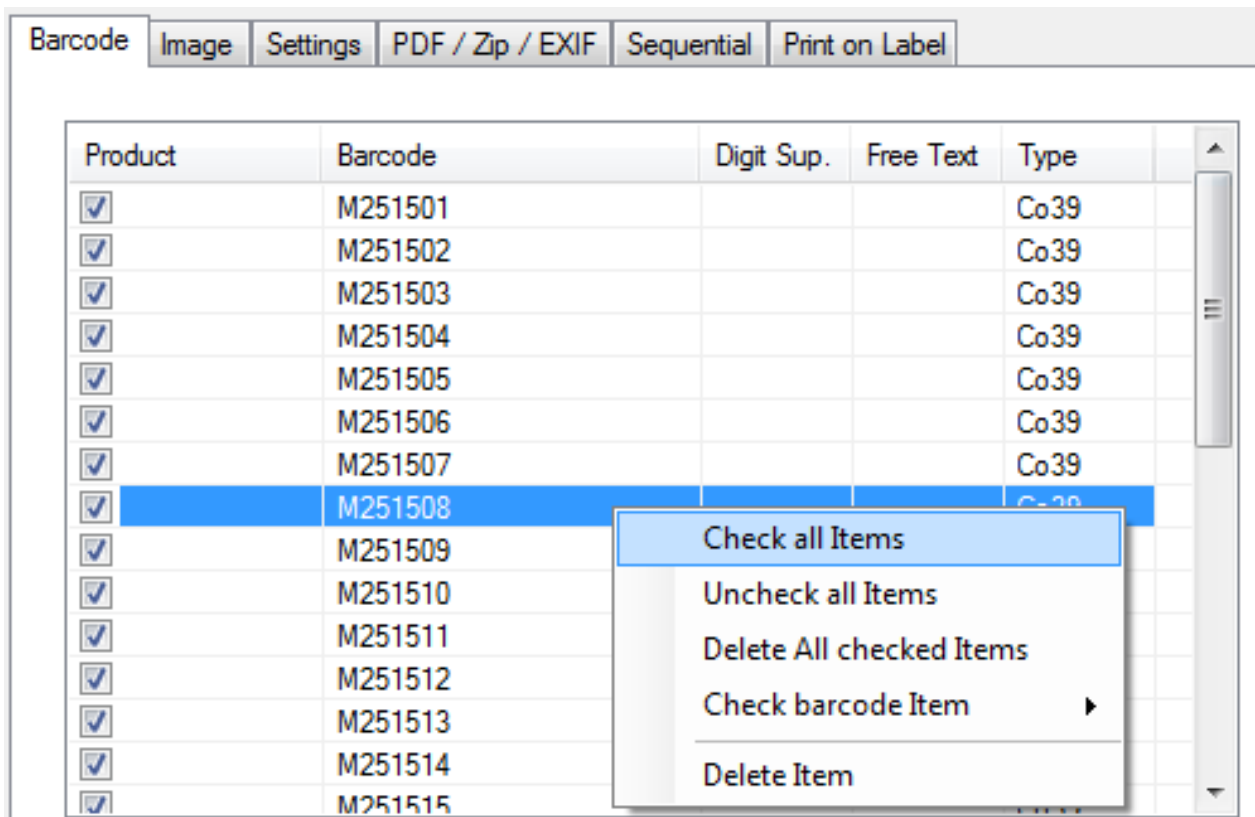 Barcode Image Settings PDF / Zip / EXIF Sequential Print on Label
Product Barcode Digit Sup. Free Text Type
M251501 Co39
M251502 Co39
M251503 Co39
M251504 Co39
M251505 Co39
M251506 Co39
M251507 Co39
M251508
M251509
M251510
M251511
M251512
M251513
M251514
M251515
Check all Items
Uncheck all Items
Delete All checked Items
Check barcode Item
Delete Item